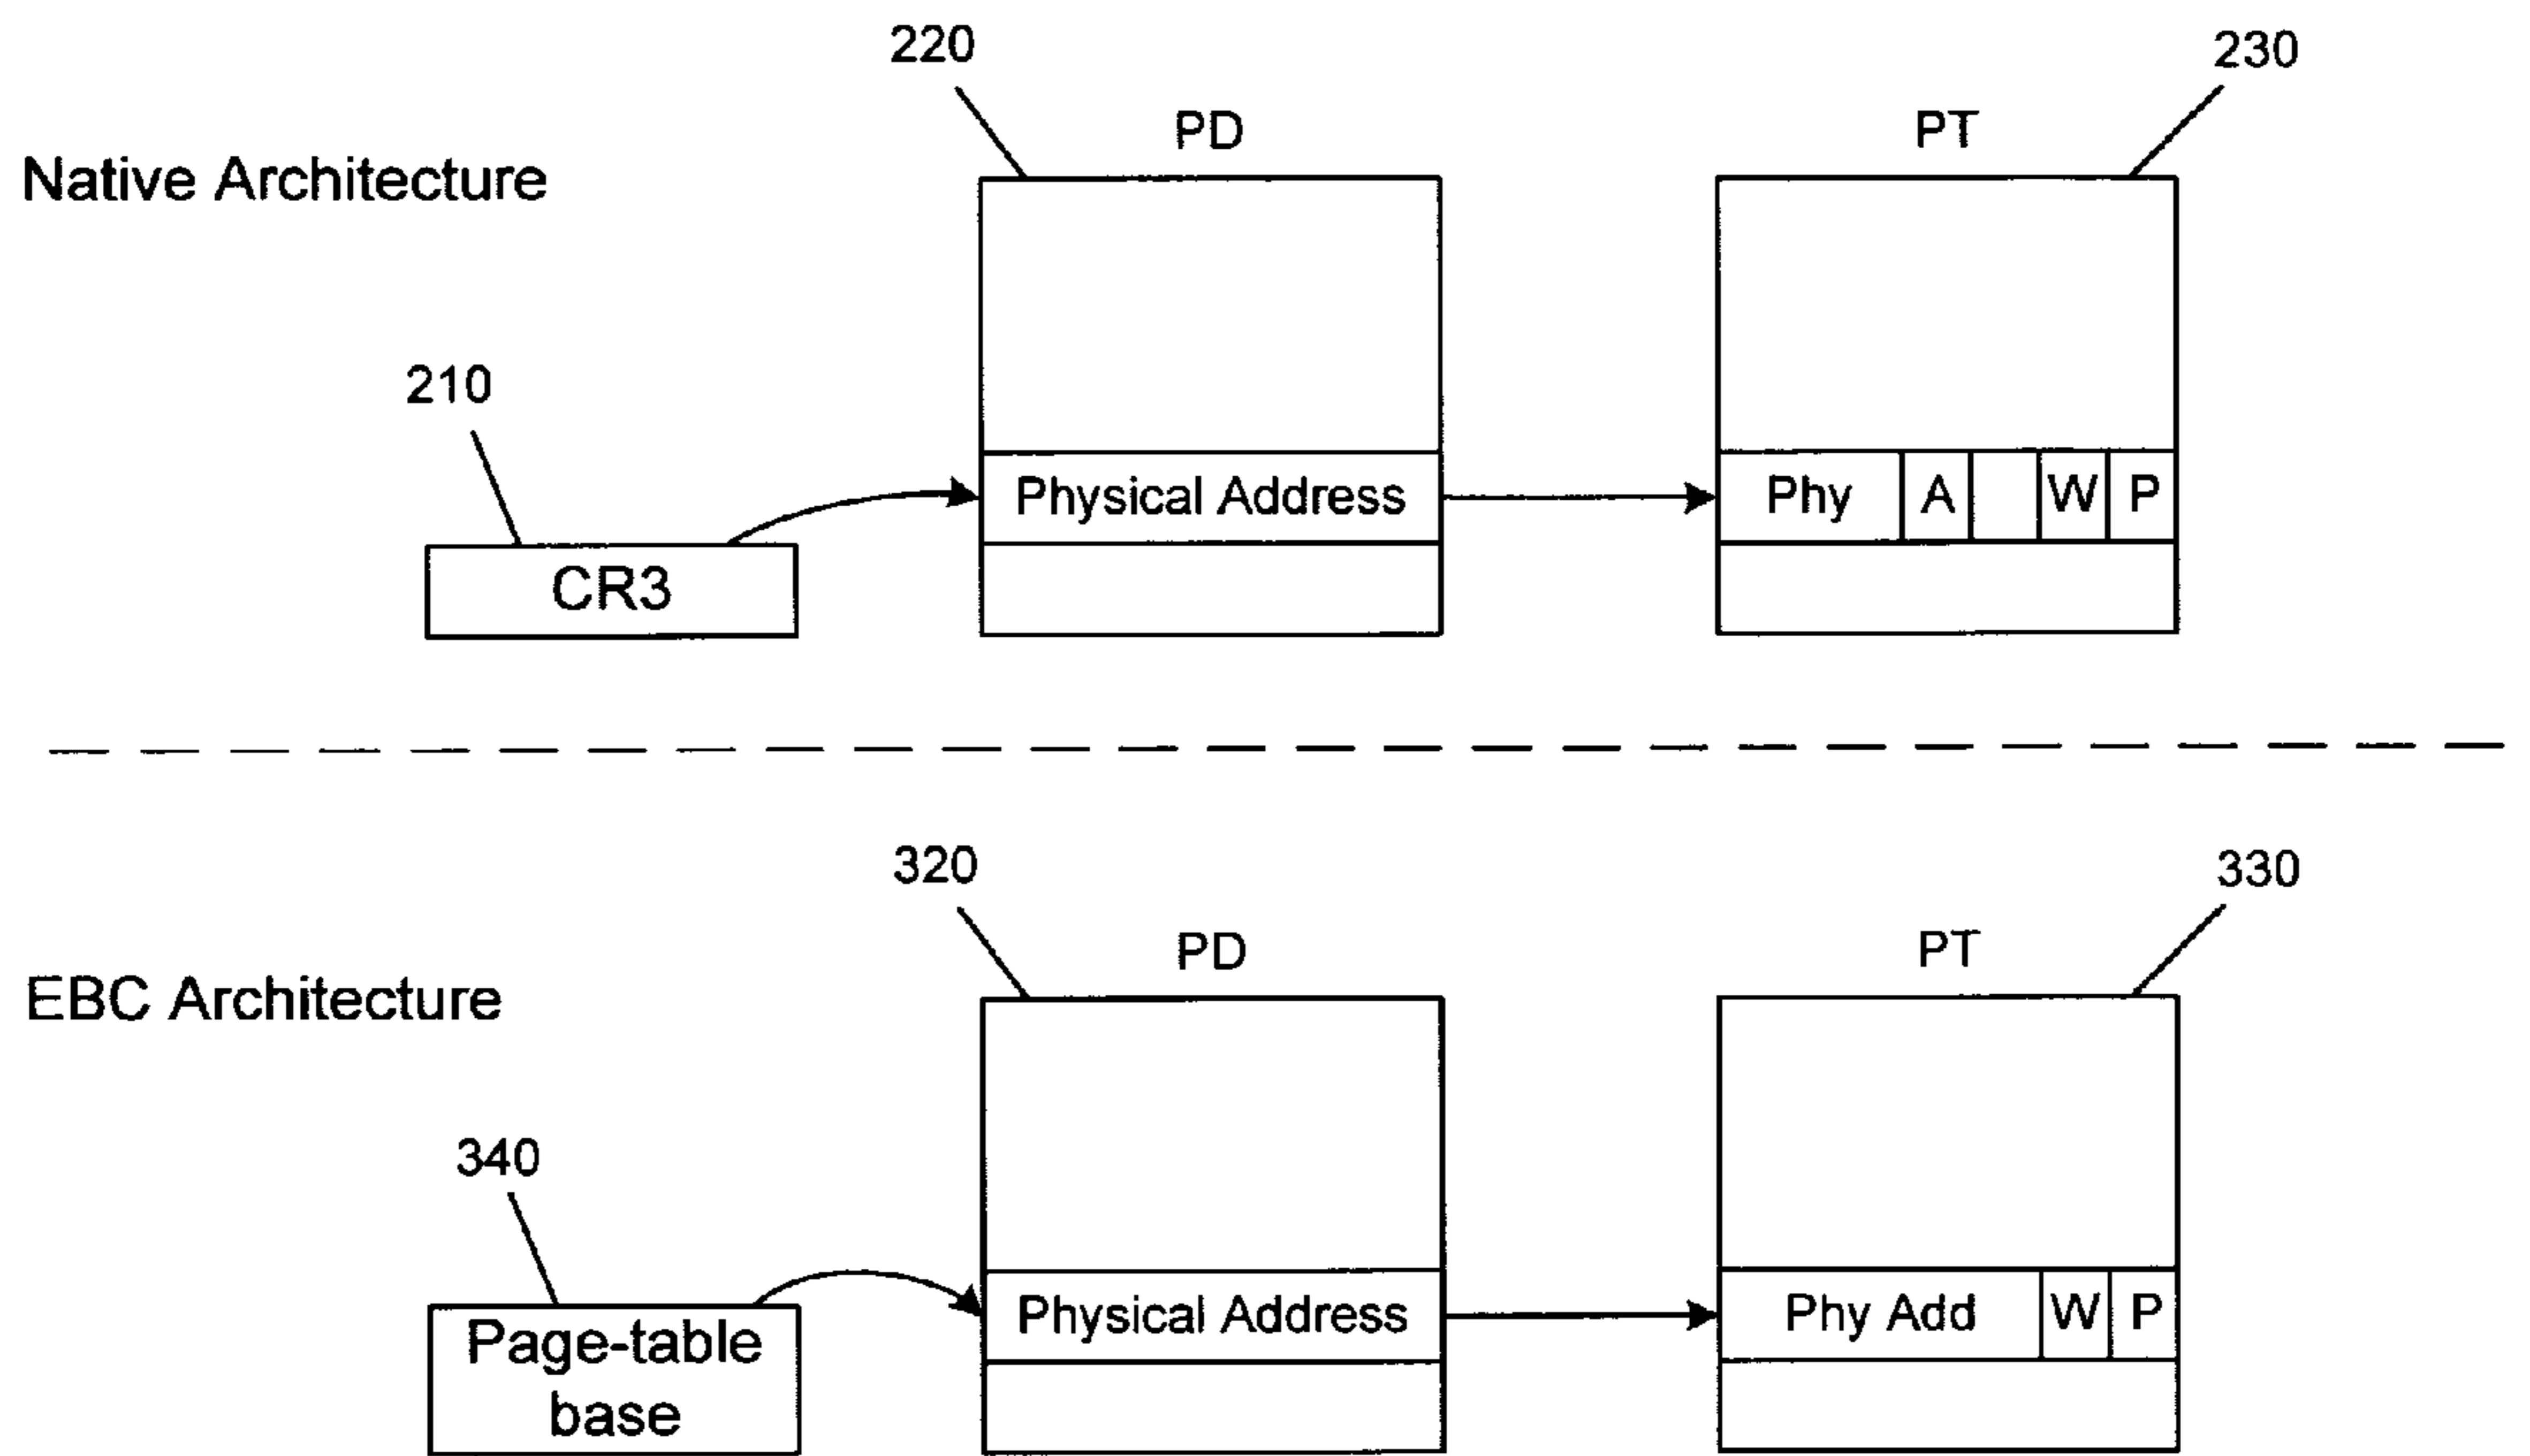 220
230
PD
PT
Native Architecture
210
Physical Address
Phy A W P
CR3
320
330
PD
PT
EBC Architecture
340
Physical Address
Phy Add W P
Page-table
base